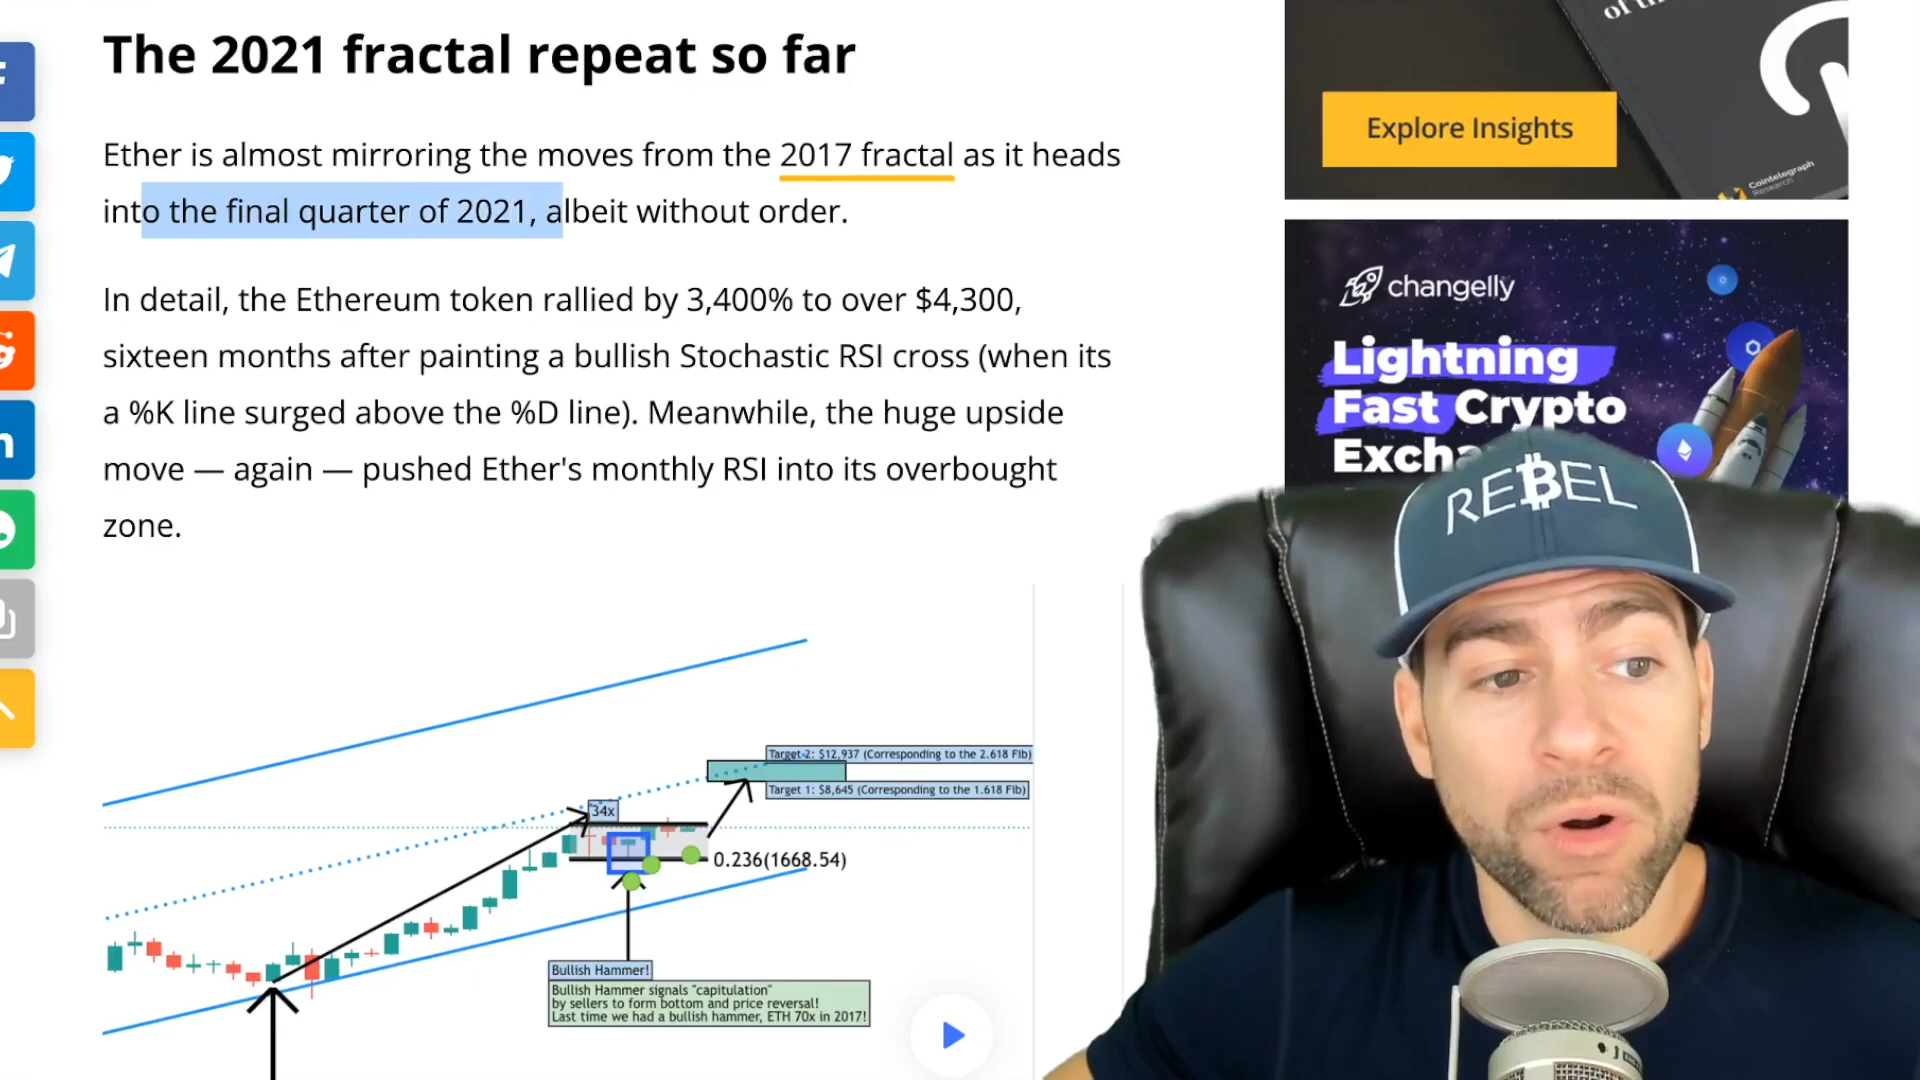 The 2021 fractal repeat so far
Ether is almost mirroring the moves from the 2017 fractal as it heads
into the final quarter of 2021, albeit without order.
In detail, the Ethereum token rallied by 3,400% to over $4,300,
sixteen months after painting a bullish Stochastic RSI cross (when its
a %K line surged above the %D line). Meanwhile, the huge upside
move — again — pushed Ether's monthly RSI into its overbought
zone.
Target-2: $12,937 (Corresponding to the 2.618 Fib)
Target 1: $8,645 (Corresponding to the 1.618 Fib)
34x
0.236(1668.54)
Bullish Hammer!
Bullish Hammer signals "capitulation"
by sellers to form bottom and price reversal!
Last time we had a bullish hammer, ETH 70x in 2017!
Explore Insights
Cointelegraph
Research
changelly
Lightning
Fast Crypto
REBEL